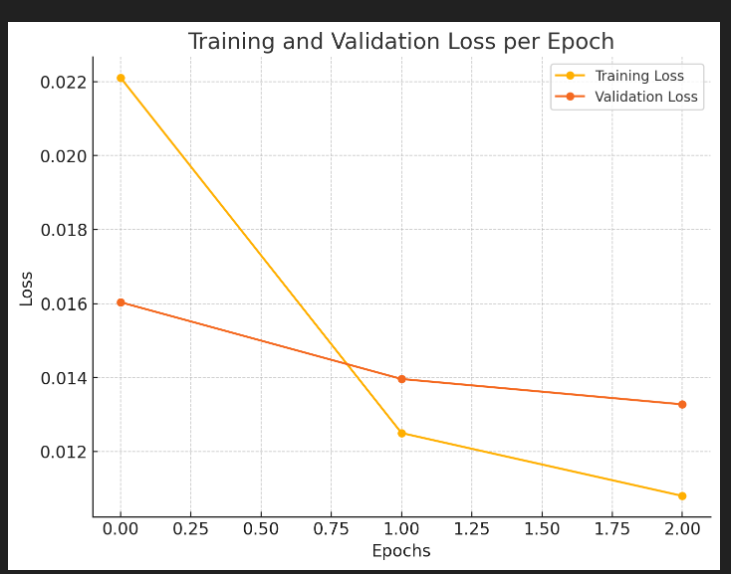 Training and Validation Loss per Epoch
Training Loss
Validation Loss
0.022
0.020
0.018
0.016
0.014
0.012
Loss
0.00 0.25 0.50 0.75 1.00 1.25 1.50 1.75 2.00
Epochs